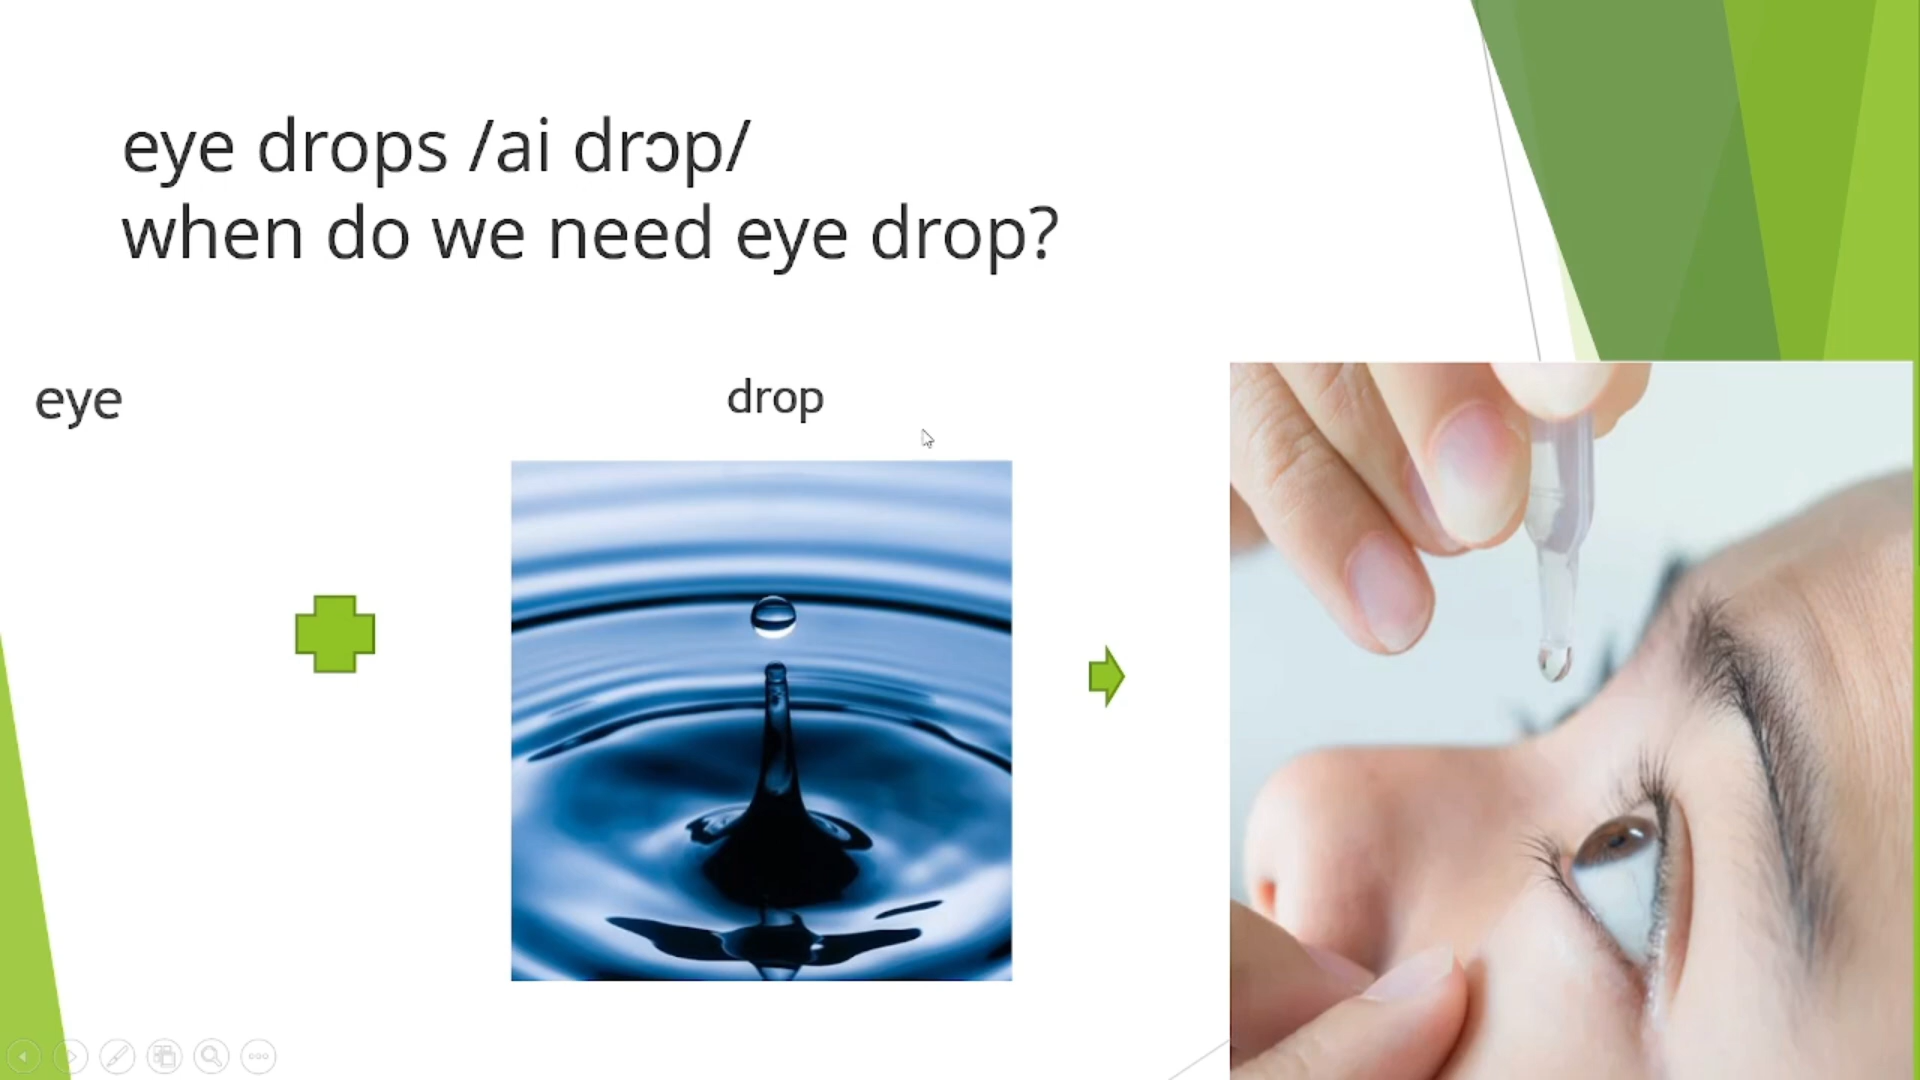 eye drops /ai drɔp/
when do we need eye drop?
eye
drop